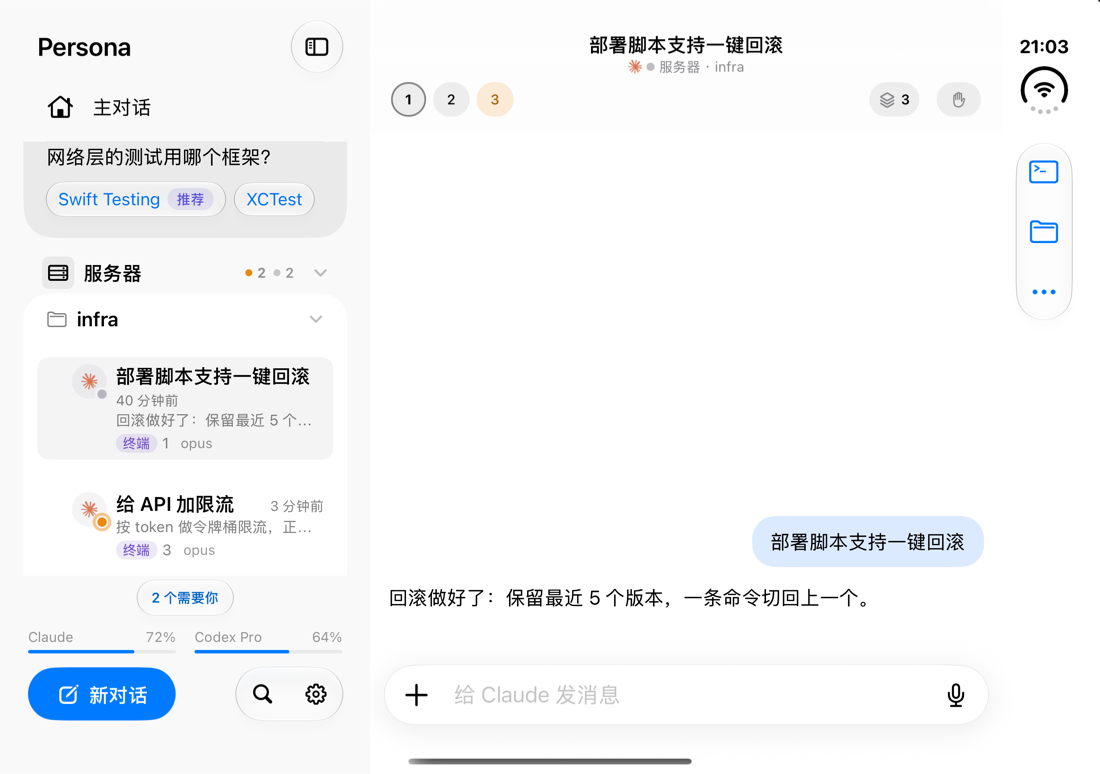 Persona
主对话
网络层的测试用哪个框架?
Swift Testing 推荐 XCTest
服务器 2 2
infra
部署脚本支持一键回滚
40 分钟前
回滚做好了：保留最近 5 个…
终端 1 opus
给 API 加限流 3 分钟前
按 token 做令牌桶限流，正…
终端 3 opus
2 个需要你
Claude 72% Codex Pro 64%
新对话
部署脚本支持一键回滚
服务器 · infra
1 2 3 3
部署脚本支持一键回滚
回滚做好了：保留最近 5 个版本，一条命令切回上一个。
给 Claude 发消息
21:03